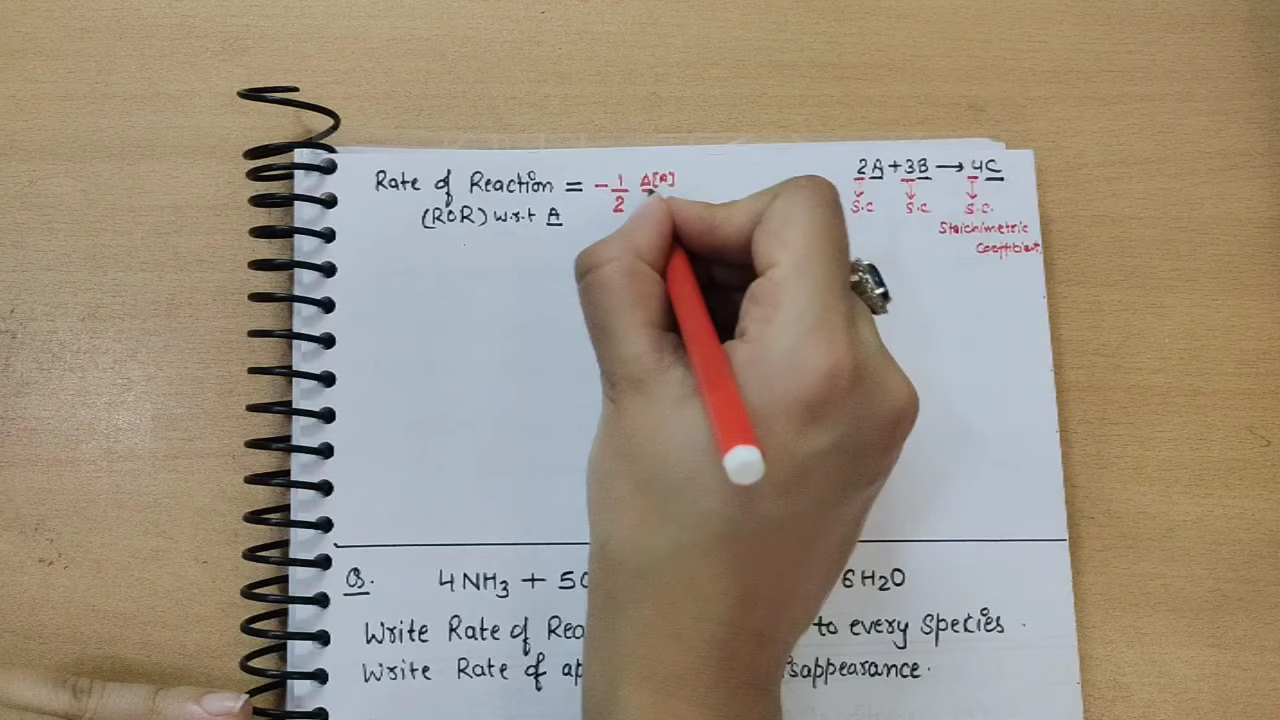 Rate of Reaction = - 1/2 Δ[A]
(ROR) w.r.t A
2A + 3B → 4C
S.C S.C S.C.
Stoichimetric
Coefficient
Q. 4NH3 + 5O 6H2O
Write Rate of Rea to every species.
Write Rate of ap sappearance.